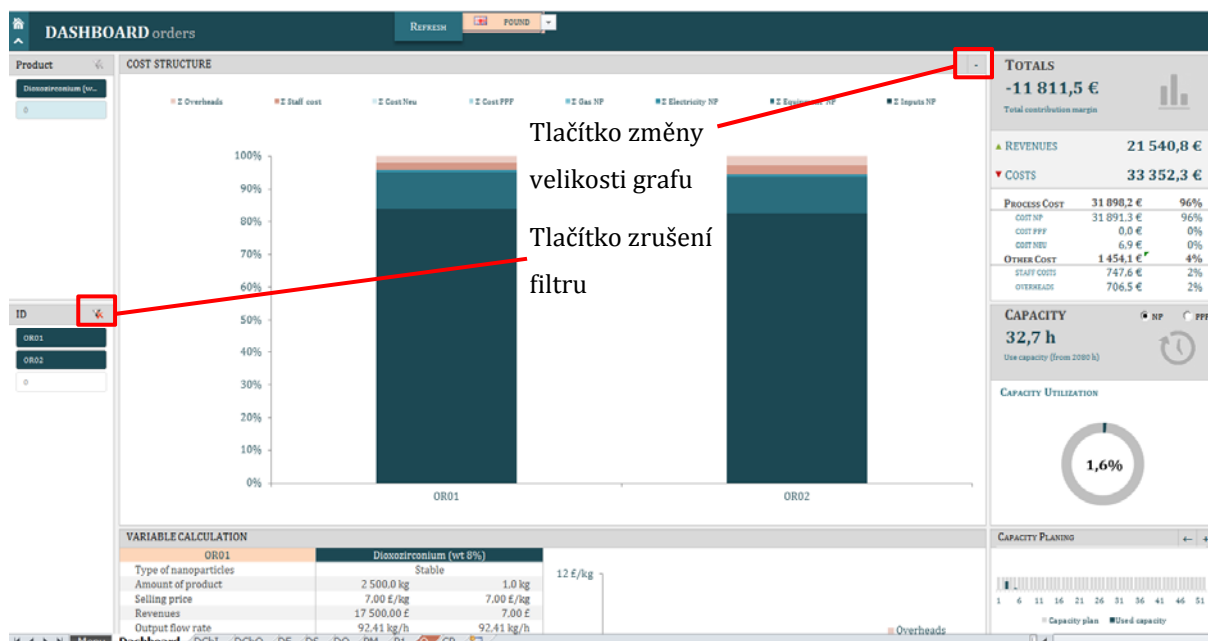 DASHBOARD orders
REFRESH
POUND
Product
Dioxozirconium (w...
0
ID
OR01
OR02
0
COST STRUCTURE
-
Σ Overheads Σ Staff cost Σ Cost Neu Σ Cost PPF Σ Gas NP Σ Electricity NP Σ Equipment NP Σ Inputs NP
Tlačítko změny
velikosti grafu
Tlačítko zrušení
filtru
100%
90%
80%
70%
60%
50%
40%
30%
20%
10%
0%
OR01 OR02
TOTALS
-11 811,5 €
Total contribution margin
REVENUES 21 540,8 €
COSTS 33 352,3 €
PROCESS COST 31 898,2 € 96%
COST NP 31 891,3 € 96%
COST PPF 0,0 € 0%
COST NEU 6,9 € 0%
OTHER COST 1 454,1 € 4%
STAFF COSTS 747,6 € 2%
OVERHEADS 706,5 € 2%
CAPACITY NP PPF
32,7 h
Use capacity (from 2080 h)
CAPACITY UTILIZATION
1,6%
VARIABLE CALCULATION
OR01 Dioxozirconium (wt 8%)
Type of nanoparticles Stable
Amount of product 2 500.0 kg 1.0 kg
Selling price 7.00 £/kg 7.00 £/kg
Revenues 17 500.00 £ 7.00 £
Output flow rate 92.41 kg/h 92.41 kg/h
12 £/kg
Overheads
CAPACITY PLANING
1 6 11 16 21 26 31 36 41 46 51
Capacity plan Used capacity
Menu Dashboard